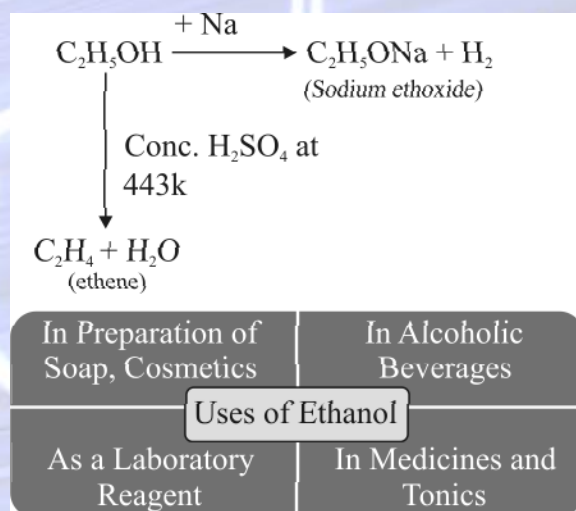 + Na
C₂H₅OH → C₂H₅ONa + H₂
(Sodium ethoxide)
Conc. H₂SO₄ at
443k
C₂H₄ + H₂O
(ethene)
In Preparation of
Soap, Cosmetics
In Alcoholic
Beverages
Uses of Ethanol
As a Laboratory
Reagent
In Medicines and
Tonics